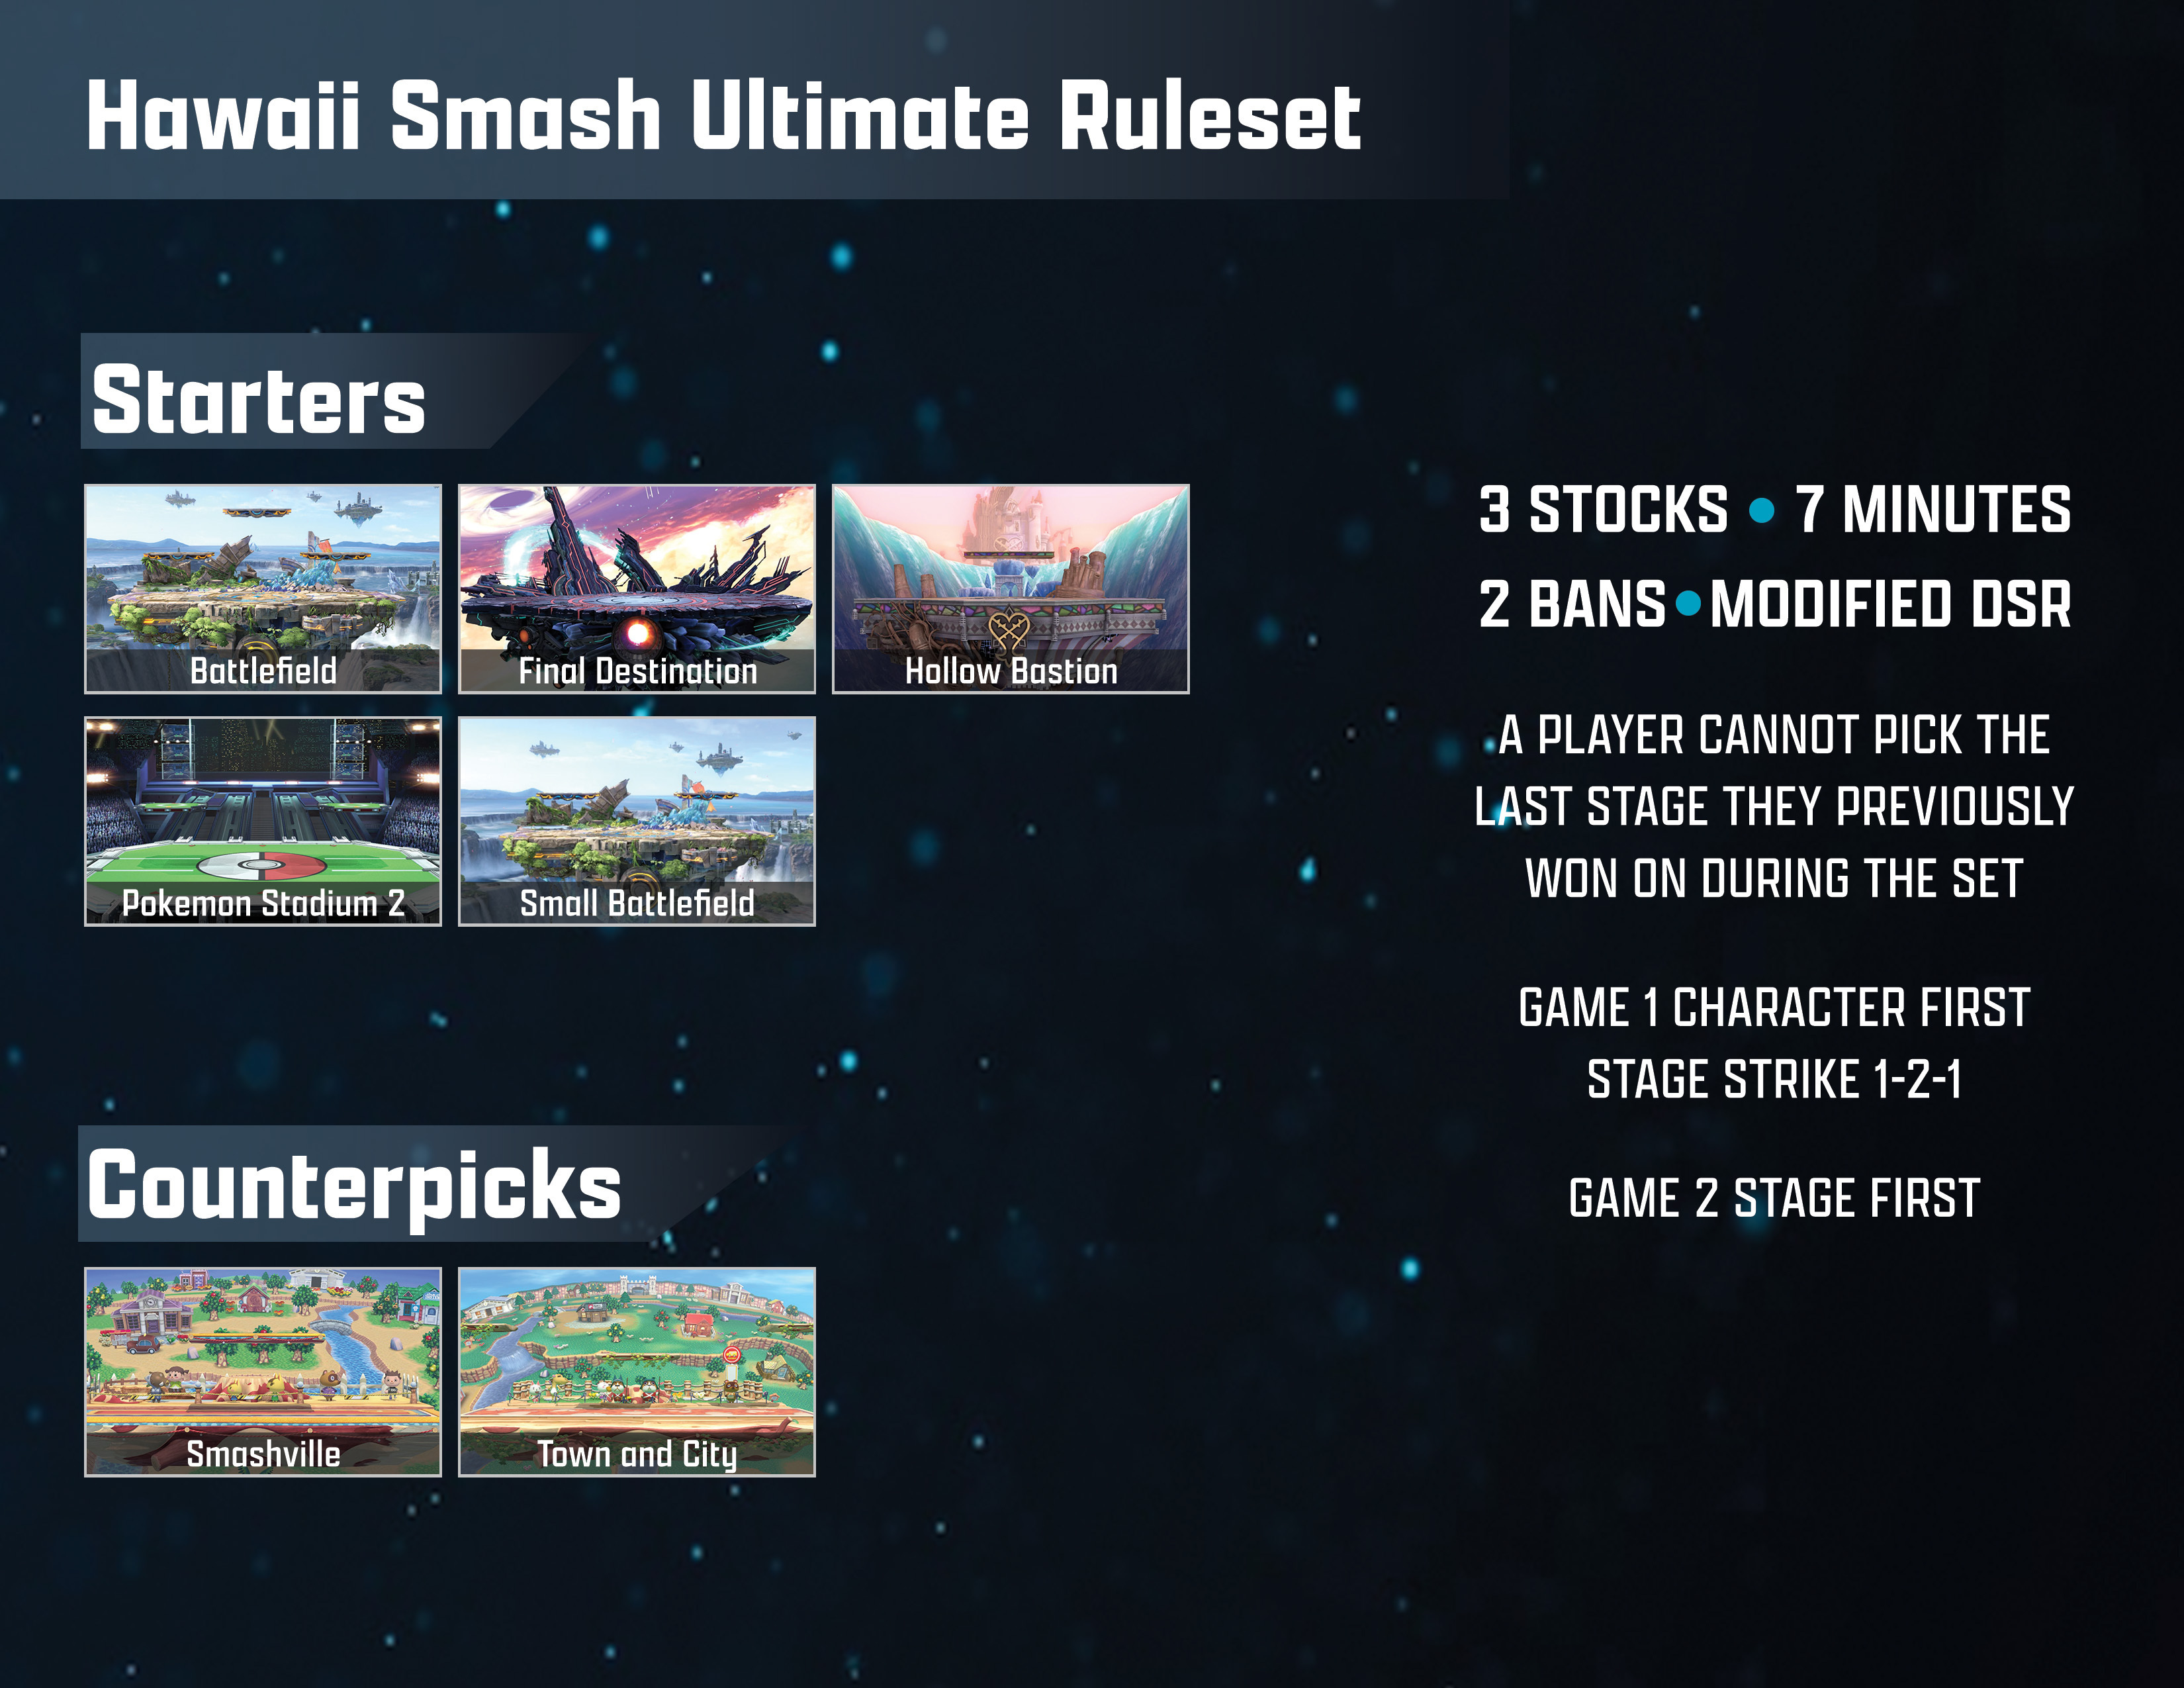 Hawaii Smash Ultimate Ruleset
Starters
Battlefield
Final Destination
Hollow Bastion
Pokemon Stadium 2
Small Battlefield
Counterpicks
Smashville
Town and City
3 STOCKS • 7 MINUTES
2 BANS • MODIFIED DSR
A PLAYER CANNOT PICK THE
LAST STAGE THEY PREVIOUSLY
WON ON DURING THE SET
GAME 1 CHARACTER FIRST
STAGE STRIKE 1-2-1
GAME 2 STAGE FIRST